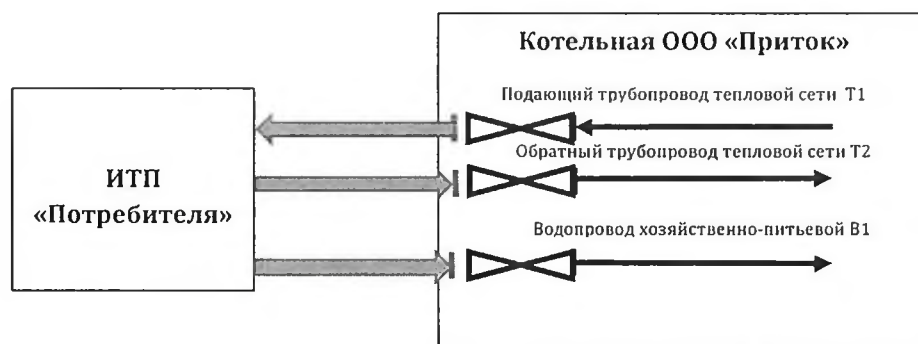 Котельная ООО «Приток»
Подающий трубопровод тепловой сети Т1
Обратный трубопровод тепловой сети Т2
ИТП
«Потребителя»
Водопровод хозяйственно-питьевой В1